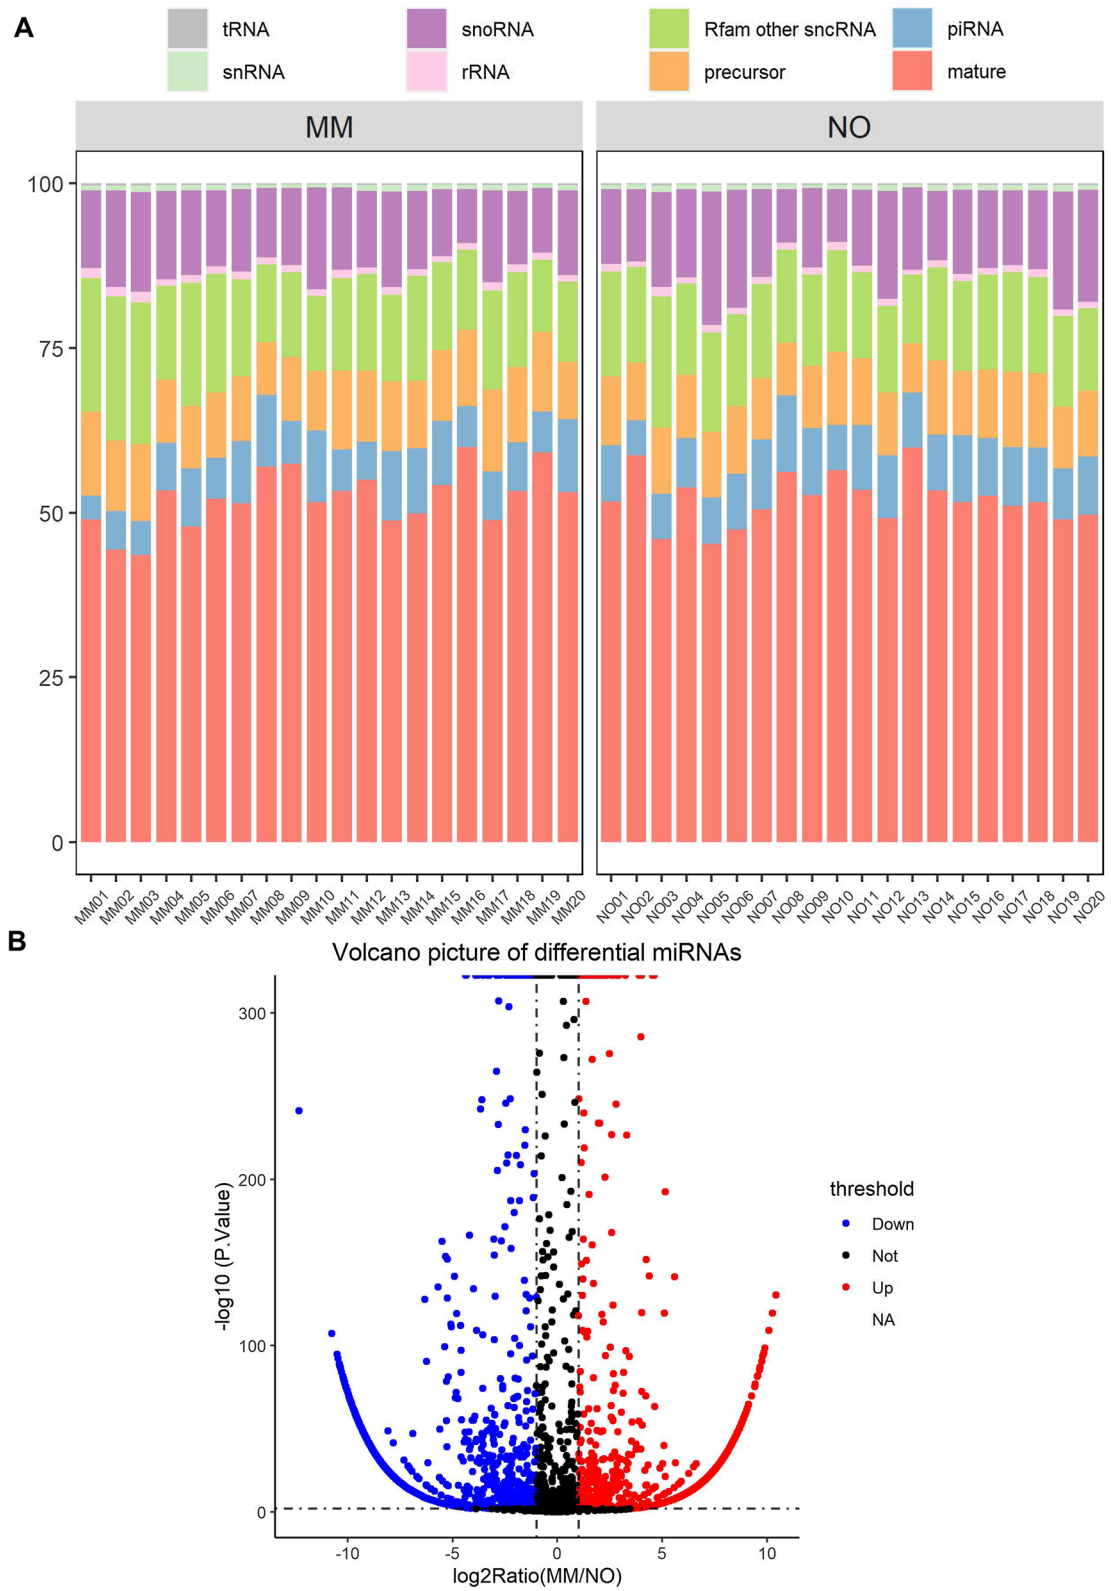 A
tRNA snoRNA Rfam other sncRNA piRNA
snRNA rRNA precursor mature
MM NO
100
75
50
25
0
MM01 MM02 MM03 MM04 MM05 MM06 MM07 MM08 MM09 MM10 MM11 MM12 MM13 MM14 MM15 MM16 MM17 MM18 MM19 MM20 NO01 NO02 NO03 NO04 NO05 NO06 NO07 NO08 NO09 NO10 NO11 NO12 NO13 NO14 NO15 NO16 NO17 NO18 NO19 NO20
B
Volcano picture of differential miRNAs
300
200
100
0
-log10 (P.Value)
-10 -5 0 5 10
log2Ratio(MM/NO)
threshold
Down
Not
Up
NA